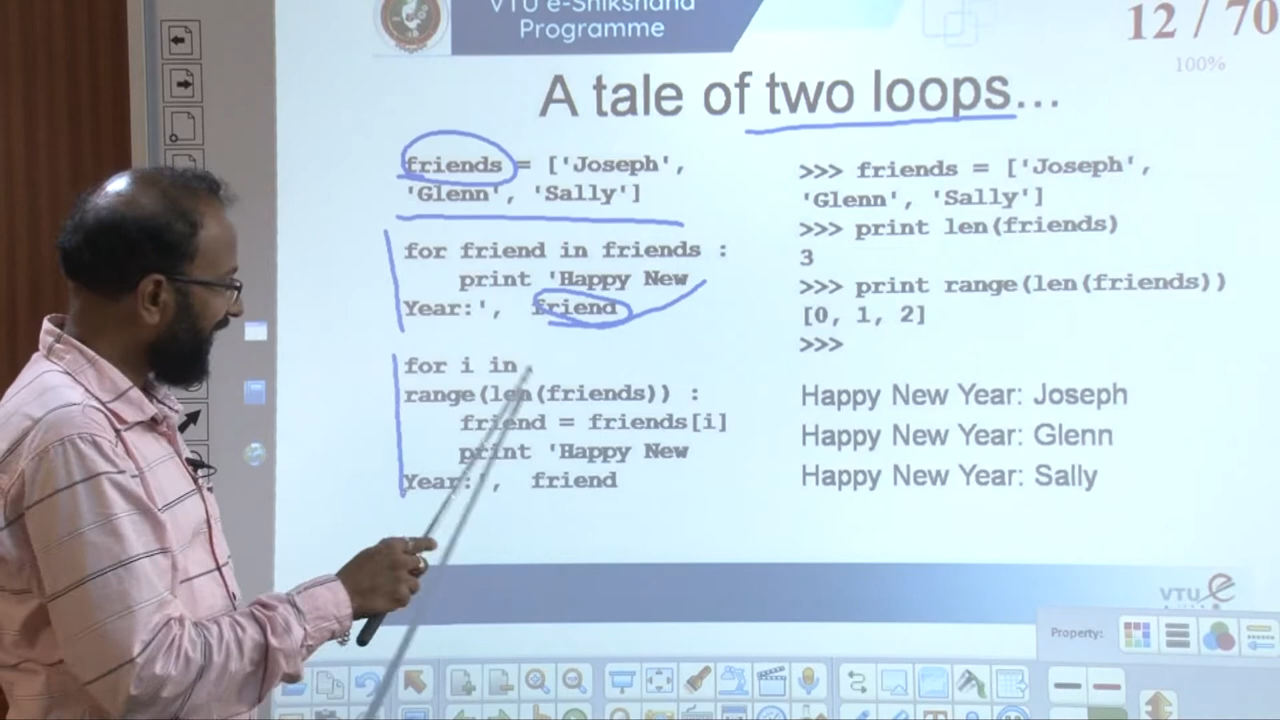 VTU e-Shikshana
Programme
12 / 70
100%
A tale of two loops...
friends = ['Joseph',
'Glenn', 'Sally']
for friend in friends :
print 'Happy New
Year:', friend
for i in
range(len(friends)) :
friend = friends[i]
print 'Happy New
Year:', friend
>>> friends = ['Joseph',
'Glenn', 'Sally']
>>> print len(friends)
3
>>> print range(len(friends))
[0, 1, 2]
>>>
Happy New Year: Joseph
Happy New Year: Glenn
Happy New Year: Sally
VTU e
Property: